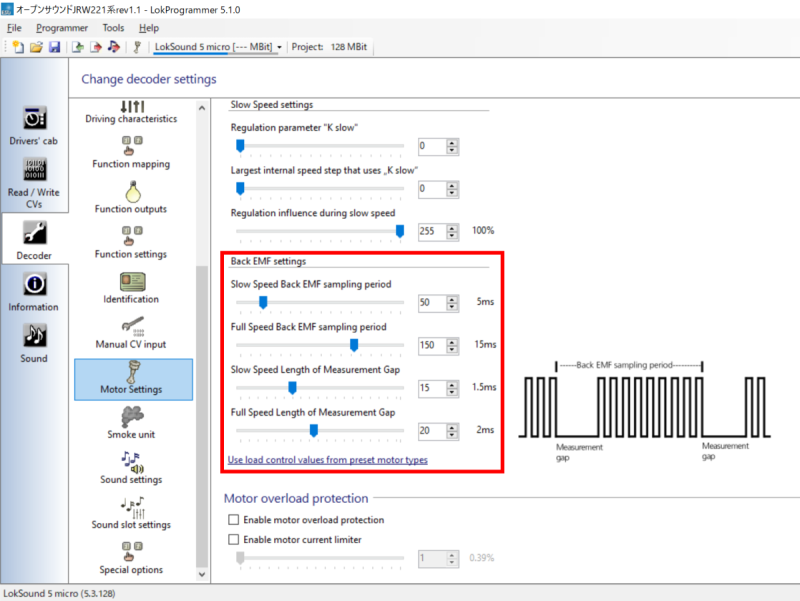 オープンサウンドJRW221系rev1.1 - LokProgrammer 5.1.0
File Programmer Tools Help
LokSound 5 micro [--- MBit] Project: 128 MBit
Change decoder settings
Drivers' cab
Read / Write
CVs
Decoder
Information
Sound
Driving characteristics
Function mapping
Function outputs
Function settings
Identification
Manual CV input
Motor Settings
Smoke unit
Sound settings
Sound slot settings
Special options
Slow Speed settings
Regulation parameter "K slow"
0
Largest internal speed step that uses „K slow"
0
Regulation influence during slow speed
255 100%
Back EMF settings
Slow Speed Back EMF sampling period
50 5ms
Full Speed Back EMF sampling period
150 15ms
Slow Speed Length of Measurement Gap
15 1.5ms
Full Speed Length of Measurement Gap
20 2ms
Use load control values from preset motor types
Back EMF sampling period
Measurement
gap
Measurement
gap
Motor overload protection
Enable motor overload protection
Enable motor current limiter
1 0.39%
LokSound 5 micro (5.3.128)